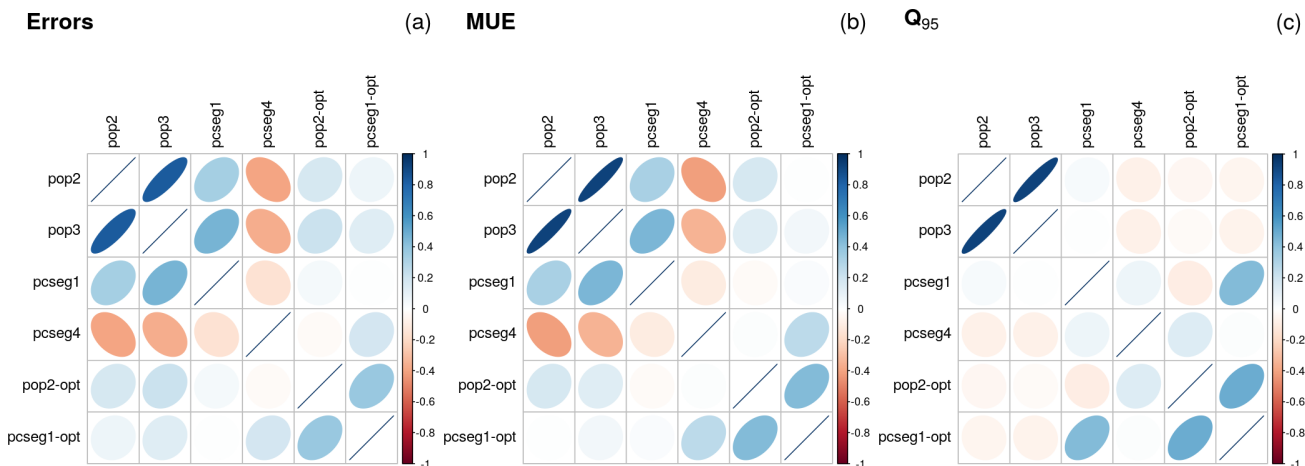 Errors (a)
pop2 pop3 pcseg1 pcseg4 pop2-opt pcseg1-opt
pop2
pop3
pcseg1
pcseg4
pop2-opt
pcseg1-opt
1
0.8
0.6
0.4
0.2
0
-0.2
-0.4
-0.6
-0.8
-1
MUE (b)
pop2 pop3 pcseg1 pcseg4 pop2-opt pcseg1-opt
pop2
pop3
pcseg1
pcseg4
pop2-opt
pcseg1-opt
1
0.8
0.6
0.4
0.2
0
-0.2
-0.4
-0.6
-0.8
-1
Q95 (c)
pop2 pop3 pcseg1 pcseg4 pop2-opt pcseg1-opt
pop2
pop3
pcseg1
pcseg4
pop2-opt
pcseg1-opt
1
0.8
0.6
0.4
0.2
0
-0.2
-0.4
-0.6
-0.8
-1